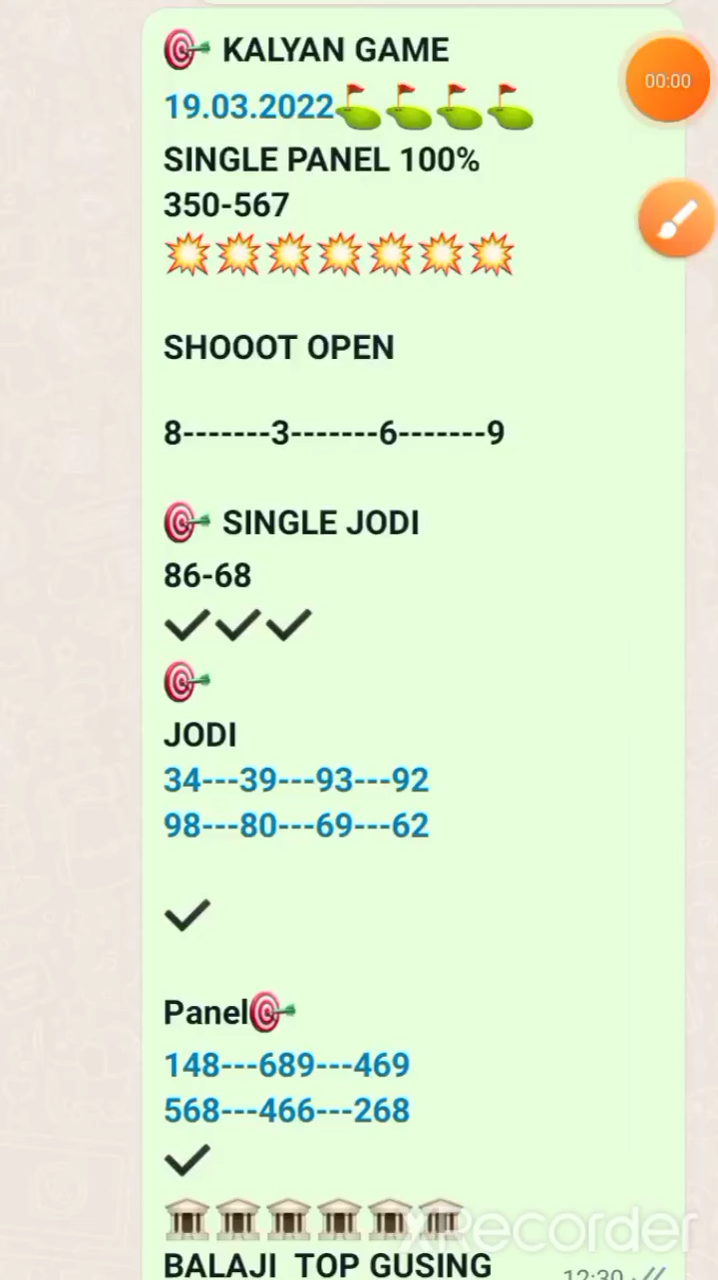 KALYAN GAME
00:00
19.03.2022
SINGLE PANEL 100%
350-567
SHOOOT OPEN
8-------3-------6-------9
SINGLE JODI
86-68
JODI
34---39---93---92
98---80---69---62
Panel
148---689---469
568---466---268
XRecorder
BALAJI TOP GUSING
12:30